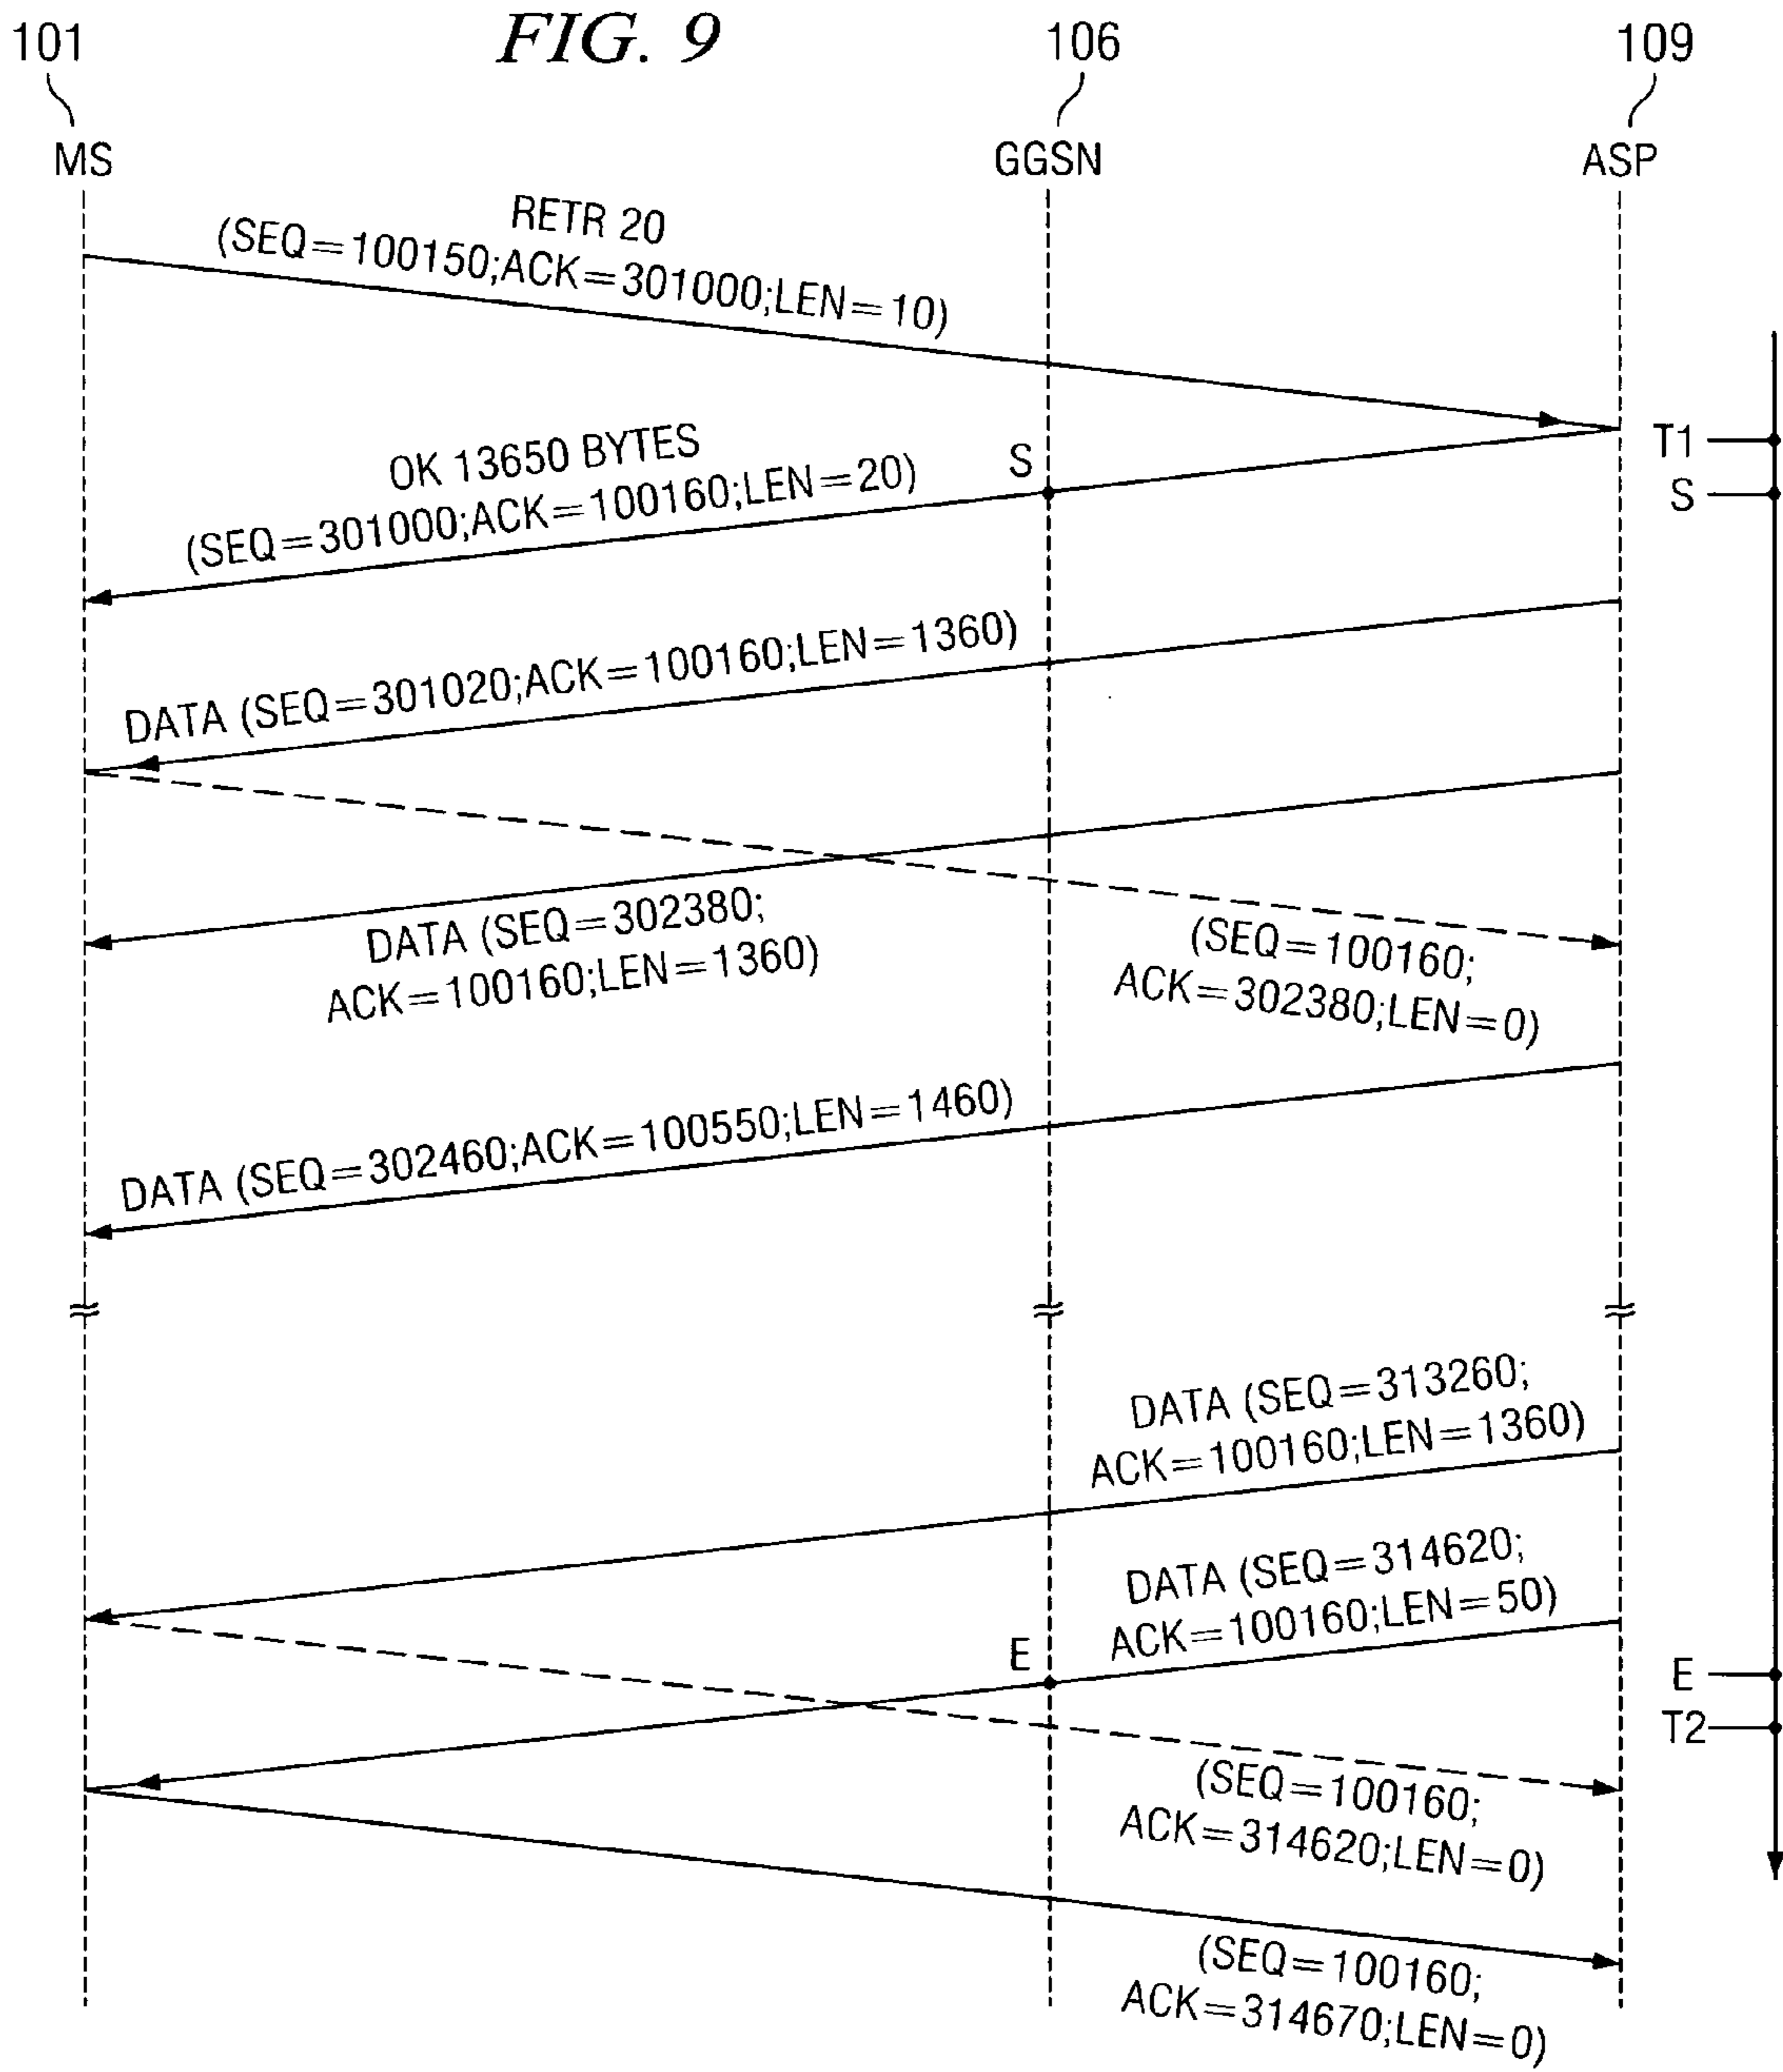 FIG. 9
101
106
109
MS
GGSN
ASP
RETR 20
(SEQ=100150;ACK=301000;LEN=10)
T1
OK 13650 BYTES
(SEQ=301000;ACK=100160;LEN=20)
S
S
DATA (SEQ=301020;ACK=100160;LEN=1360)
DATA (SEQ=302380;
ACK=100160;LEN=1360)
(SEQ=100160;
ACK=302380;LEN=0)
DATA (SEQ=302460;ACK=100550;LEN=1460)
DATA (SEQ=313260;
ACK=100160;LEN=1360)
DATA (SEQ=314620;
ACK=100160;LEN=50)
E
E
T2
(SEQ=100160;
ACK=314620;LEN=0)
(SEQ=100160;
ACK=314670;LEN=0)